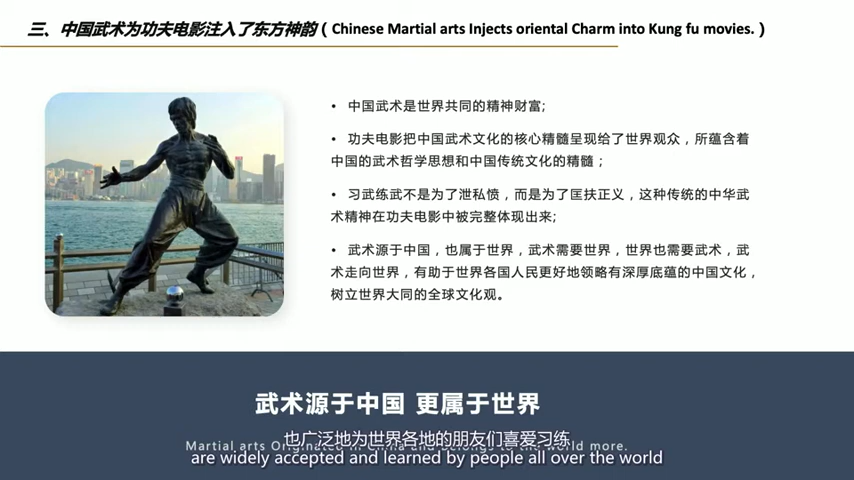 三、中国武术为功夫电影注入了东方神韵（Chinese Martial arts Injects oriental Charm into Kung fu movies.）
• 中国武术是世界共同的精神财富;
• 功夫电影把中国武术文化的核心精髓呈现给了世界观众，所蕴含着
中国的武术哲学思想和中国传统文化的精髓；
• 习武练武不是为了泄私愤，而是为了匡扶正义，这种传统的中华武
术精神在功夫电影中被完整体现出来;
• 武术源于中国，也属于世界，武术需要世界，世界也需要武术，武
术走向世界，有助于世界各国人民更好地领略有深厚底蕴的中国文化，
树立世界大同的全球文化观。
武术源于中国 更属于世界
也广泛地为世界各地的朋友们喜爱习练
Martial arts Originated in China and belongs to the world more.
are widely accepted and learned by people all over the world